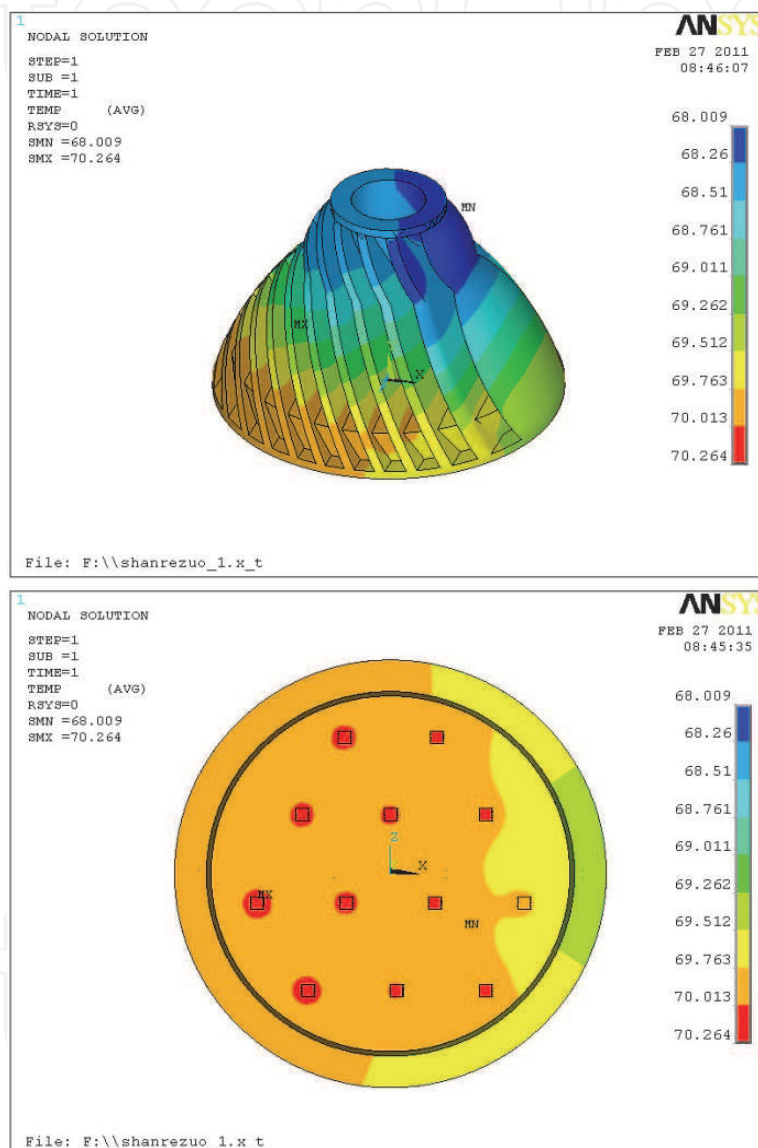 1
NODAL SOLUTION
STEP=1
SUB =1
TIME=1
TEMP (AVG)
RSYS=0
SMN =68.009
SMX =70.264
ANSYS
FEB 27 2011
08:46:07
68.009
68.26
68.51
68.761
69.011
69.262
69.512
69.763
70.013
70.264
MN
MX
X
File: F:\\shanrezuo_1.x_t
1
NODAL SOLUTION
STEP=1
SUB =1
TIME=1
TEMP (AVG)
RSYS=0
SMN =68.009
SMX =70.264
ANSYS
FEB 27 2011
08:45:35
68.009
68.26
68.51
68.761
69.011
69.262
69.512
69.763
70.013
70.264
Z
X
MX
MN
File: F:\\shanrezuo_1.x_t